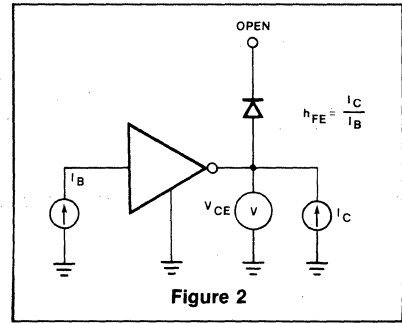 OPEN
h_FE = I_C / I_B
I_B
V_CE
V
I_C
Figure 2